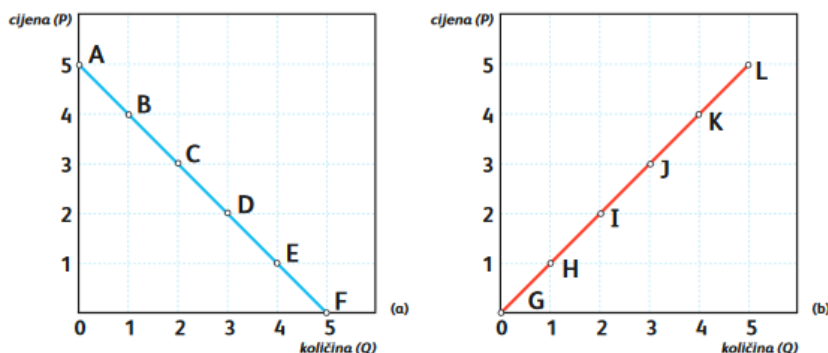 cijena (P)
5
4
3
2
1
A
B
C
D
E
F
0 1 2 3 4 5
količina (Q)
(a)
cijena (P)
5
4
3
2
1
L
K
J
I
H
G
0 1 2 3 4 5
količina (Q)
(b)